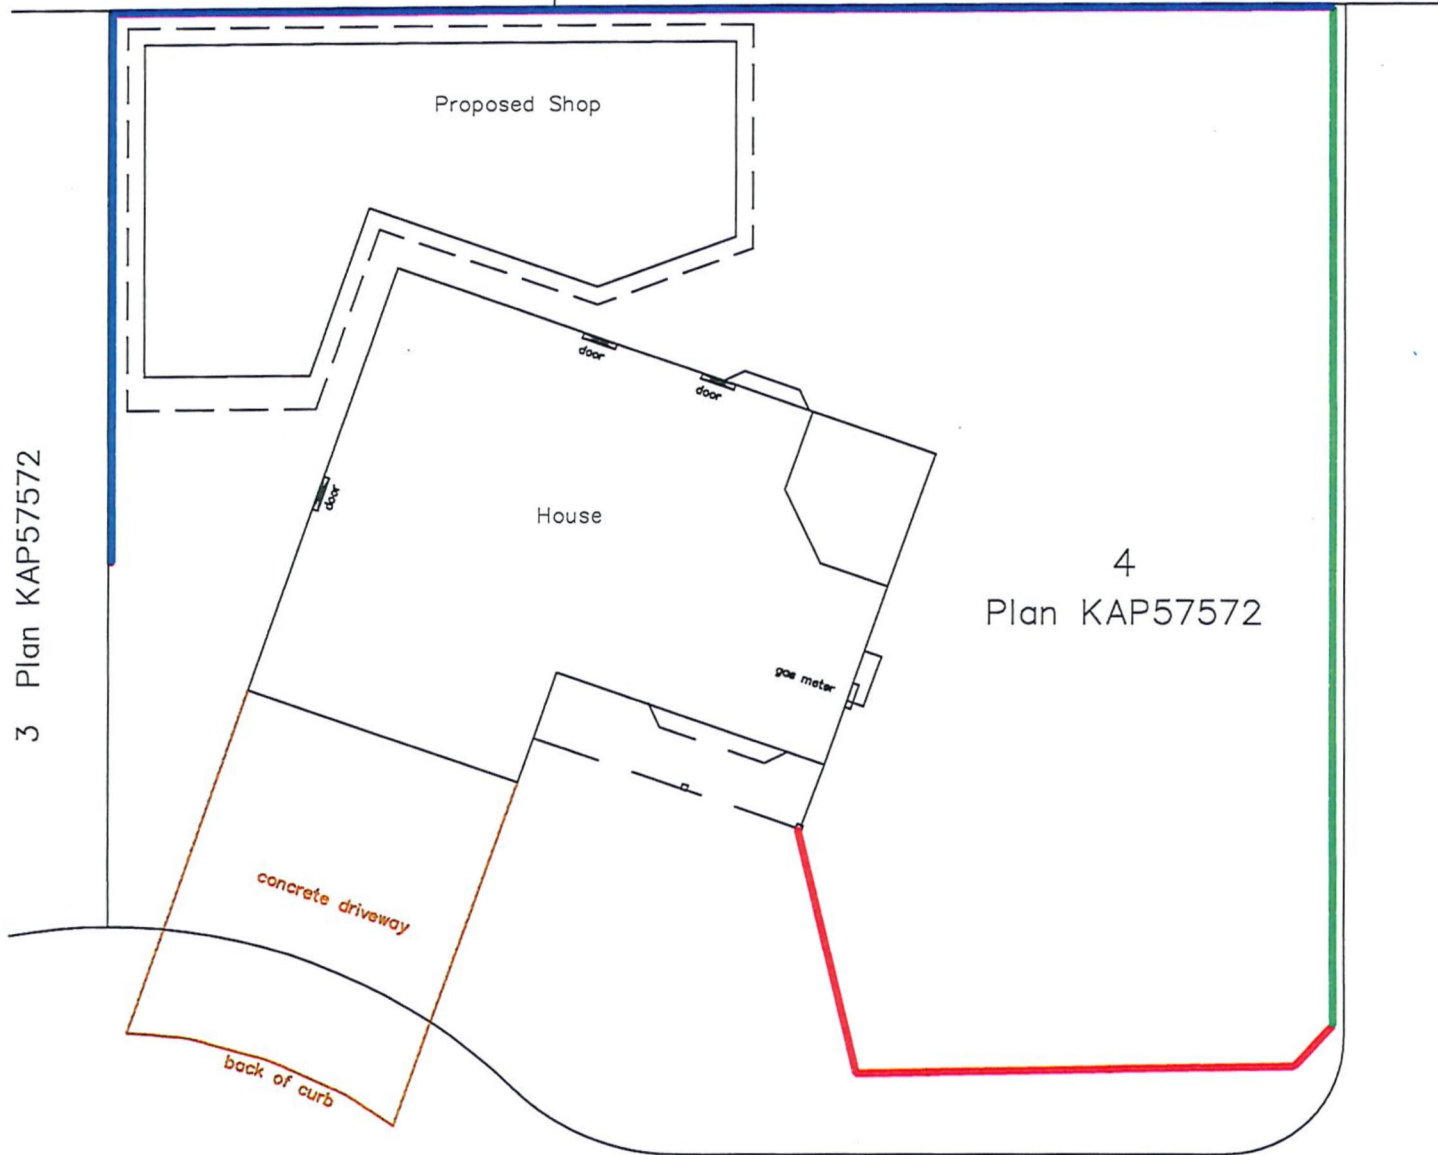 Proposed Shop
door
door
door
House
3 Plan KAP57572
4
Plan KAP57572
gas meter
concrete driveway
back of curb